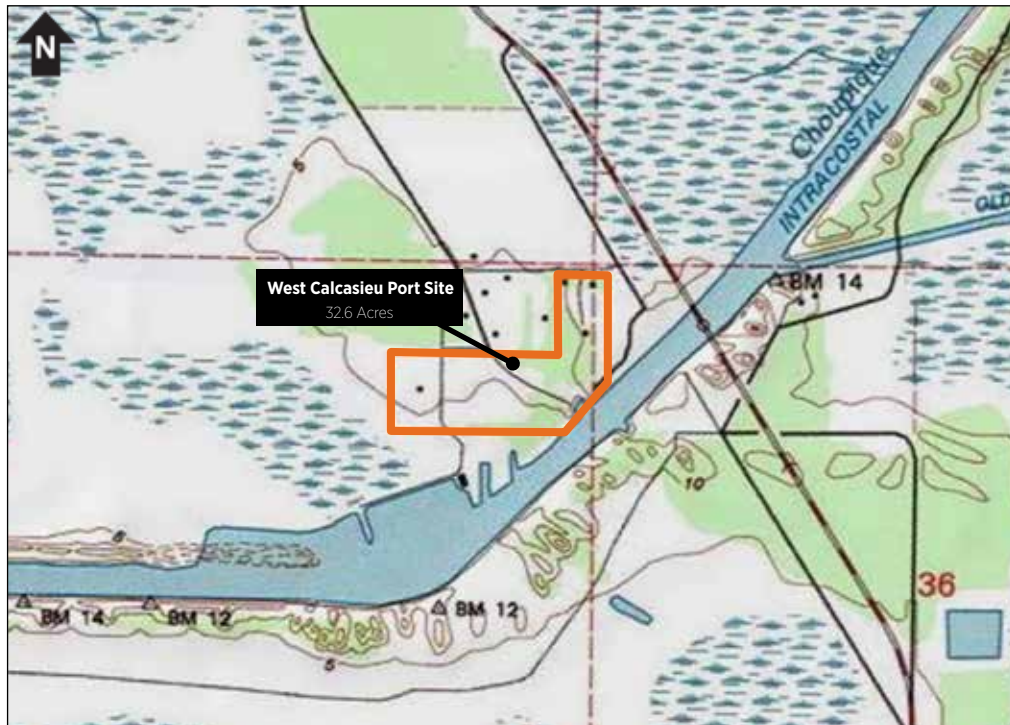 N
Choupique
INTRACOSTAL
OLD
5
BM 14
West Calcasieu Port Site
32.6 Acres
10
36
BM 14
BM 12
BM 12
5